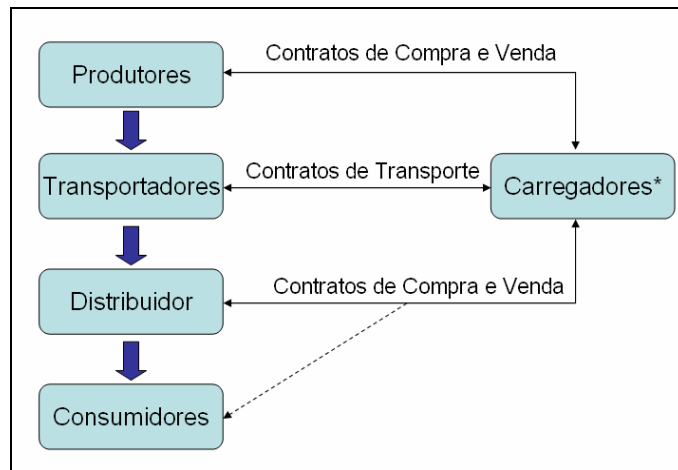 Contratos de Compra e Venda
Produtores
Contratos de Transporte
Transportadores
Carregadores*
Contratos de Compra e Venda
Distribuidor
Consumidores